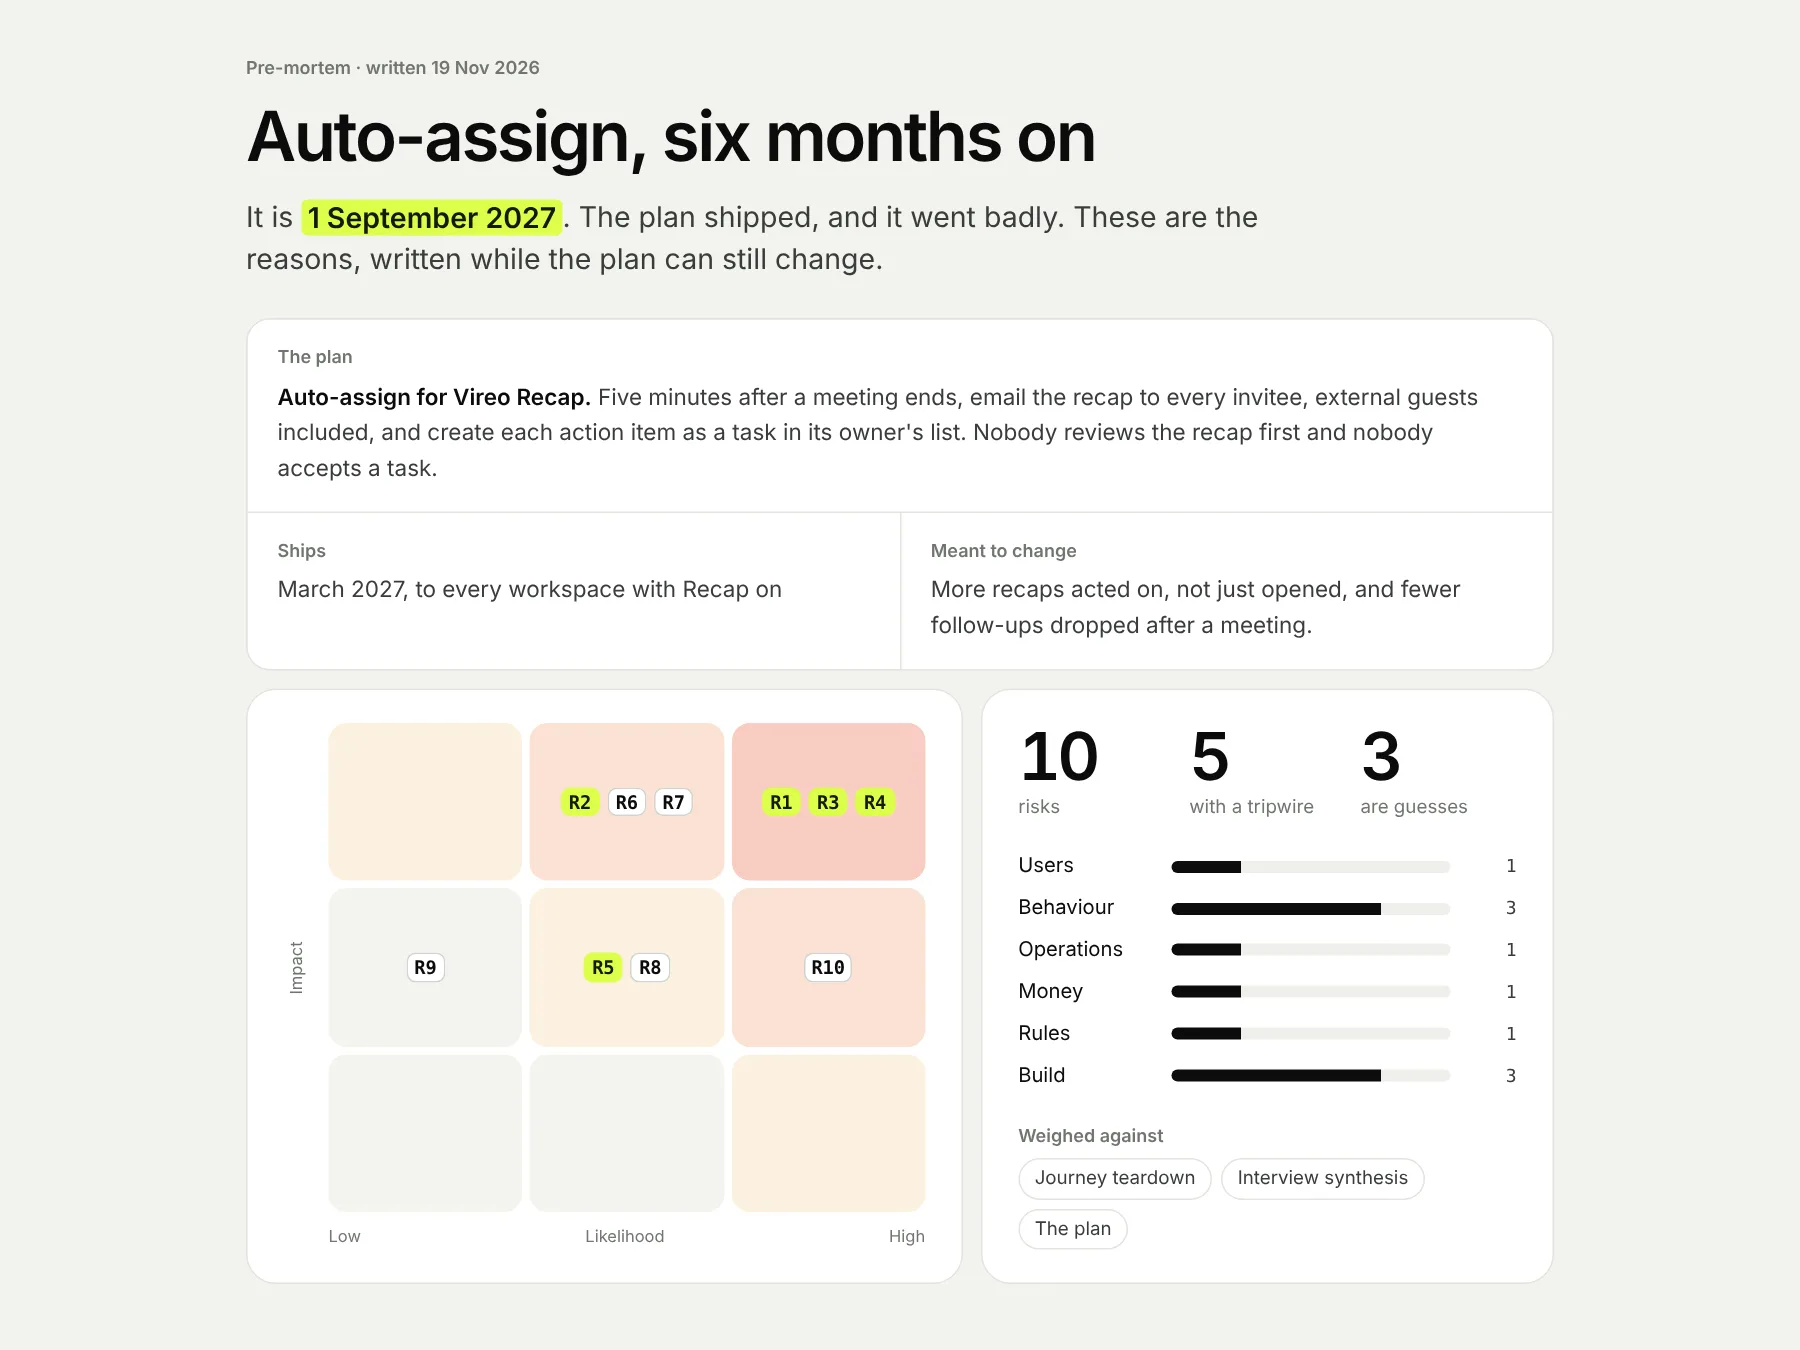 Pre-mortem · written 19 Nov 2026
Auto-assign, six months on
It is 1 September 2027. The plan shipped, and it went badly. These are the
reasons, written while the plan can still change.
The plan
Auto-assign for Vireo Recap. Five minutes after a meeting ends, email the recap to every invitee, external guests
included, and create each action item as a task in its owner's list. Nobody reviews the recap first and nobody
accepts a task.
Ships
March 2027, to every workspace with Recap on
Meant to change
More recaps acted on, not just opened, and fewer
follow-ups dropped after a meeting.
Impact
R2 R6 R7
R1 R3 R4
R9
R5 R8
R10
Low
Likelihood
High
10
risks
5
with a tripwire
3
are guesses
Users 1
Behaviour 3
Operations 1
Money 1
Rules 1
Build 3
Weighed against
Journey teardown
Interview synthesis
The plan